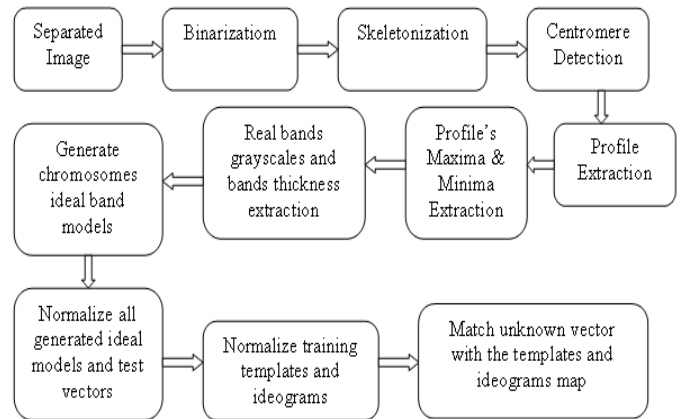 Separated
Image
Binarizatiom
Skeletonization
Centromere
Detection
Profile
Extraction
Profile's
Maxima &
Minima
Extraction
Real bands
grayscales and
bands thickness
extraction
Generate
chromosomes
ideal band
models
Normalize all
generated ideal
models and test
vectors
Normalize training
templates and
ideograms
Match unknown vector
with the templates and
ideograms map